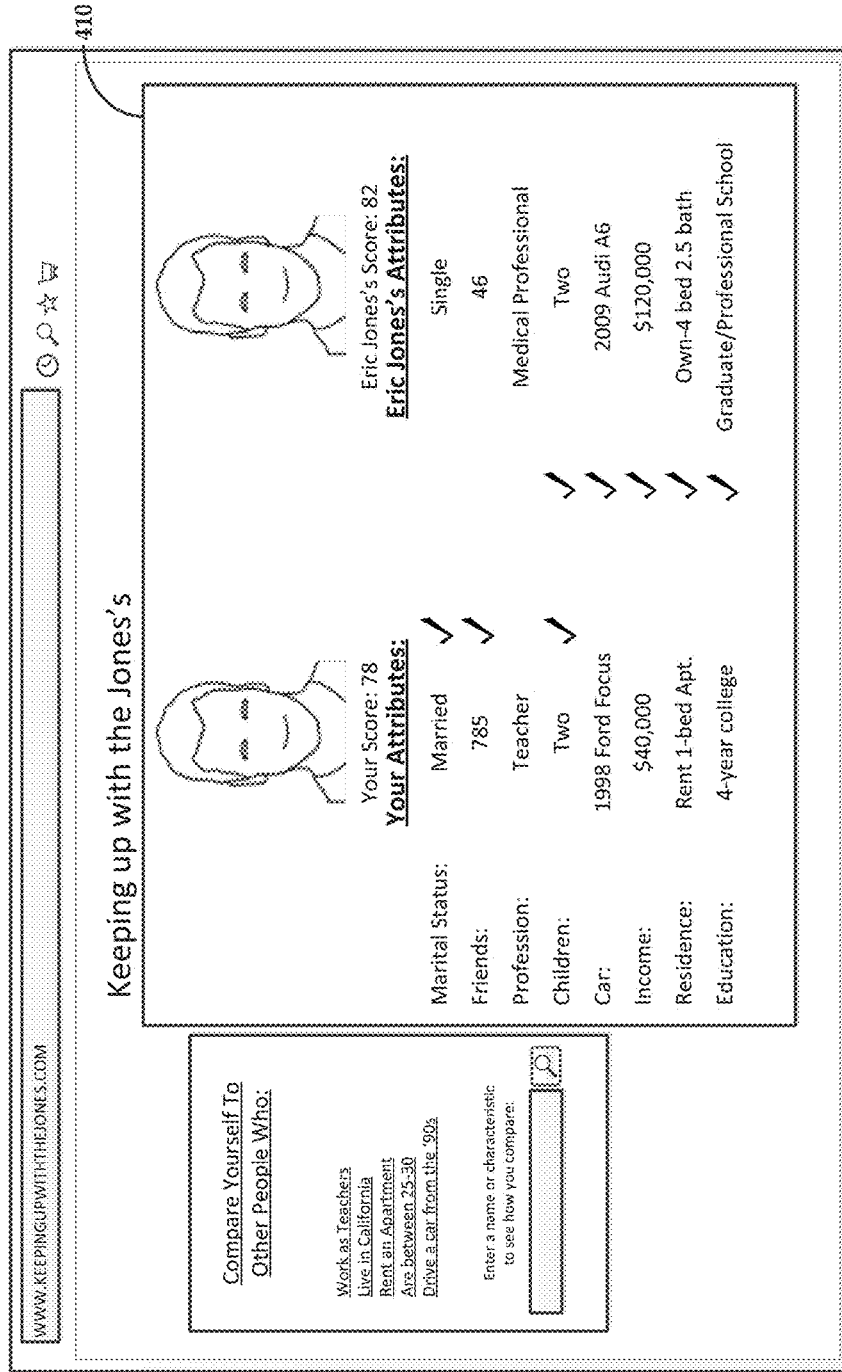 410
WWW.KEEPINGUPWITHTHEJONES.COM
Keeping up with the Jones's
Compare Yourself To
Other People Who:
Work as Teachers
Live in California
Rent an Apartment
Are between 25-30
Drive a car from the '90s
Enter a name or characteristic
to see how you compare:
Your Score: 78 Eric Jones's Score: 82
Your Attributes: Eric Jones's Attributes:
Marital Status: Married ✓ Single
Friends: 785 ✓ 46
Profession: Teacher Medical Professional
Children: Two ✓ ✓ Two
Car: 1998 Ford Focus ✓ 2009 Audi A6
Income: $40,000 ✓ $120,000
Residence: Rent 1-bed Apt. ✓ Own-4 bed 2.5 bath
Education: 4-year college ✓ Graduate/Professional School